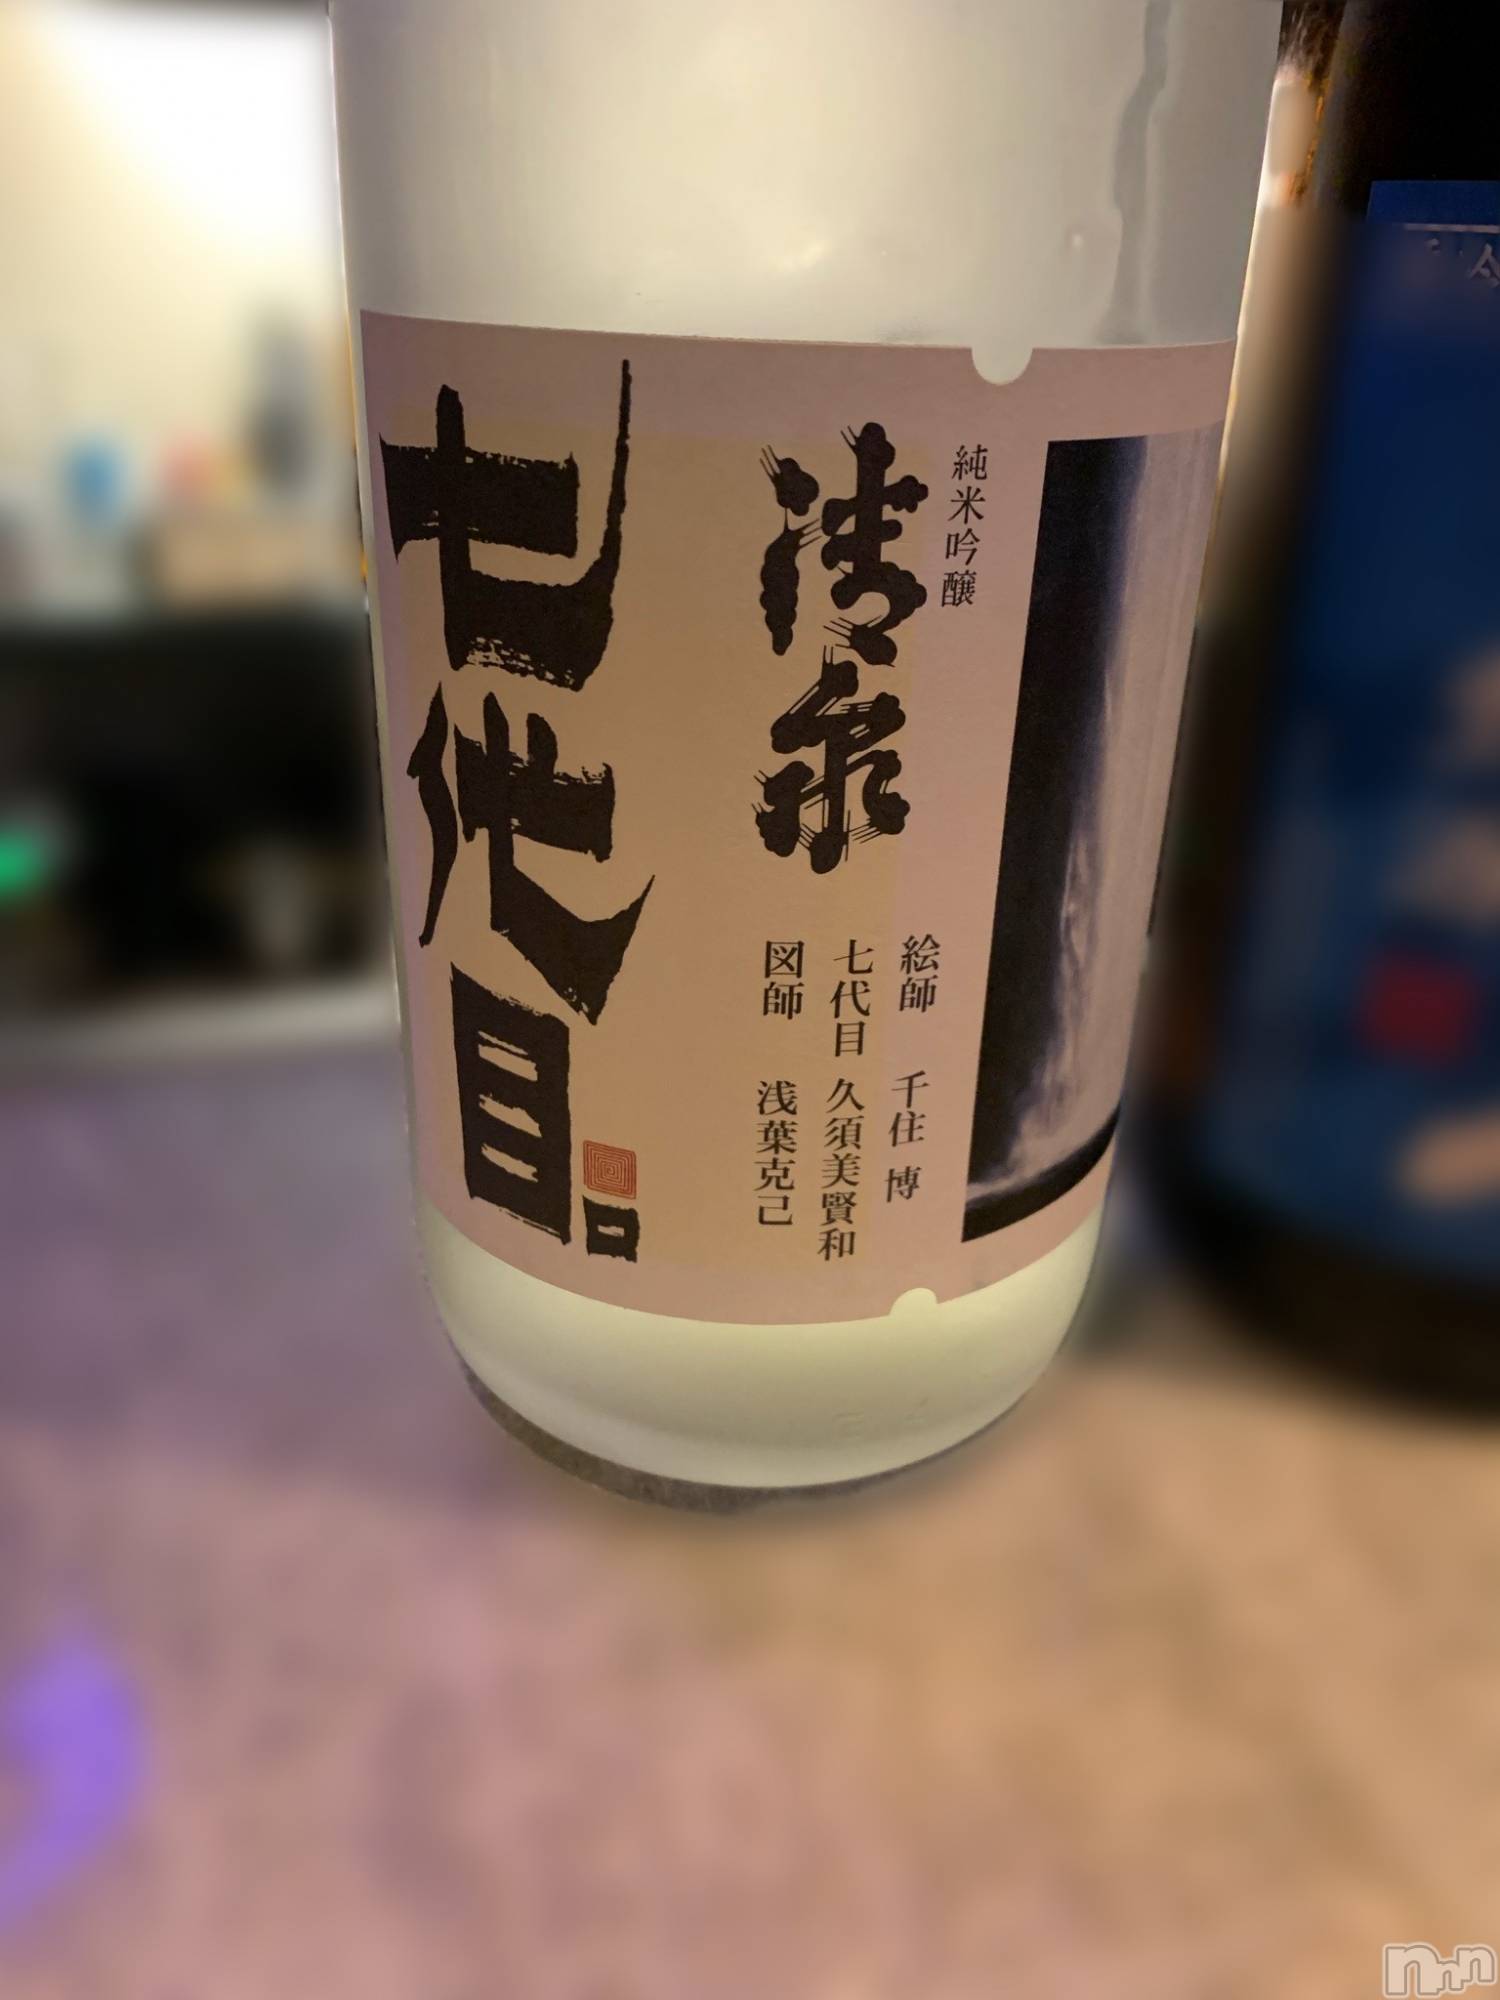 純米吟醸
清泉
七代目。
絵師 千住 博
七代目 久須美賢和
図師 浅葉克己
nnn